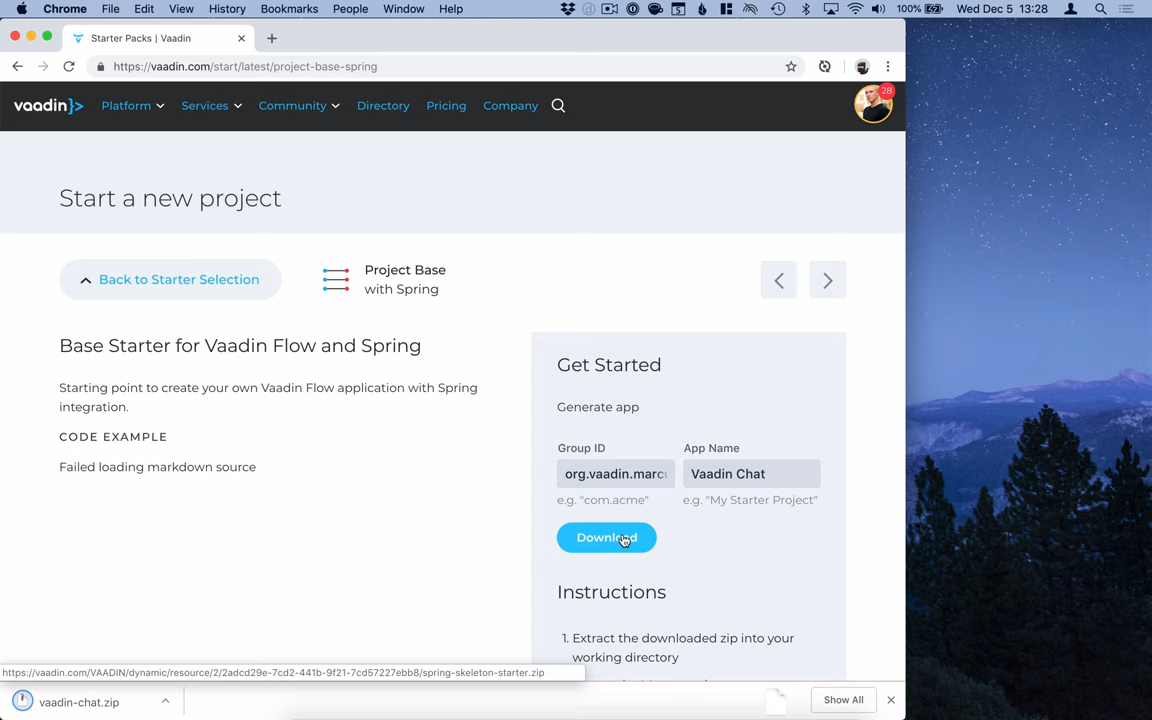 Chrome File Edit View History Bookmarks People Window Help 100% Wed Dec 5 13:28
Starter Packs | Vaadin
https://vaadin.com/start/latest/project-base-spring
vaadin}> Platform Services Community Directory Pricing Company 28
Start a new project
Back to Starter Selection
Project Base
with Spring
Base Starter for Vaadin Flow and Spring
Starting point to create your own Vaadin Flow application with Spring
integration.
CODE EXAMPLE
Failed loading markdown source
Get Started
Generate app
Group ID App Name
org.vaadin.marcu Vaadin Chat
e.g. "com.acme" e.g. "My Starter Project"
Download
Instructions
1. Extract the downloaded zip into your
working directory
https://vaadin.com/VAADIN/dynamic/resource/2/2adcd29e-7cd2-441b-9f21-7cd57227ebb8/spring-skeleton-starter.zip
vaadin-chat.zip Show All